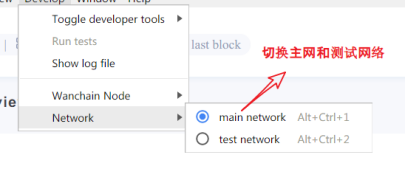 Develop Window Help
Toggle developer tools
Run tests
Show log file
Wanchain Node
Network
last block
切换主网和测试网络
main network Alt+Ctrl+1
test network Alt+Ctrl+2